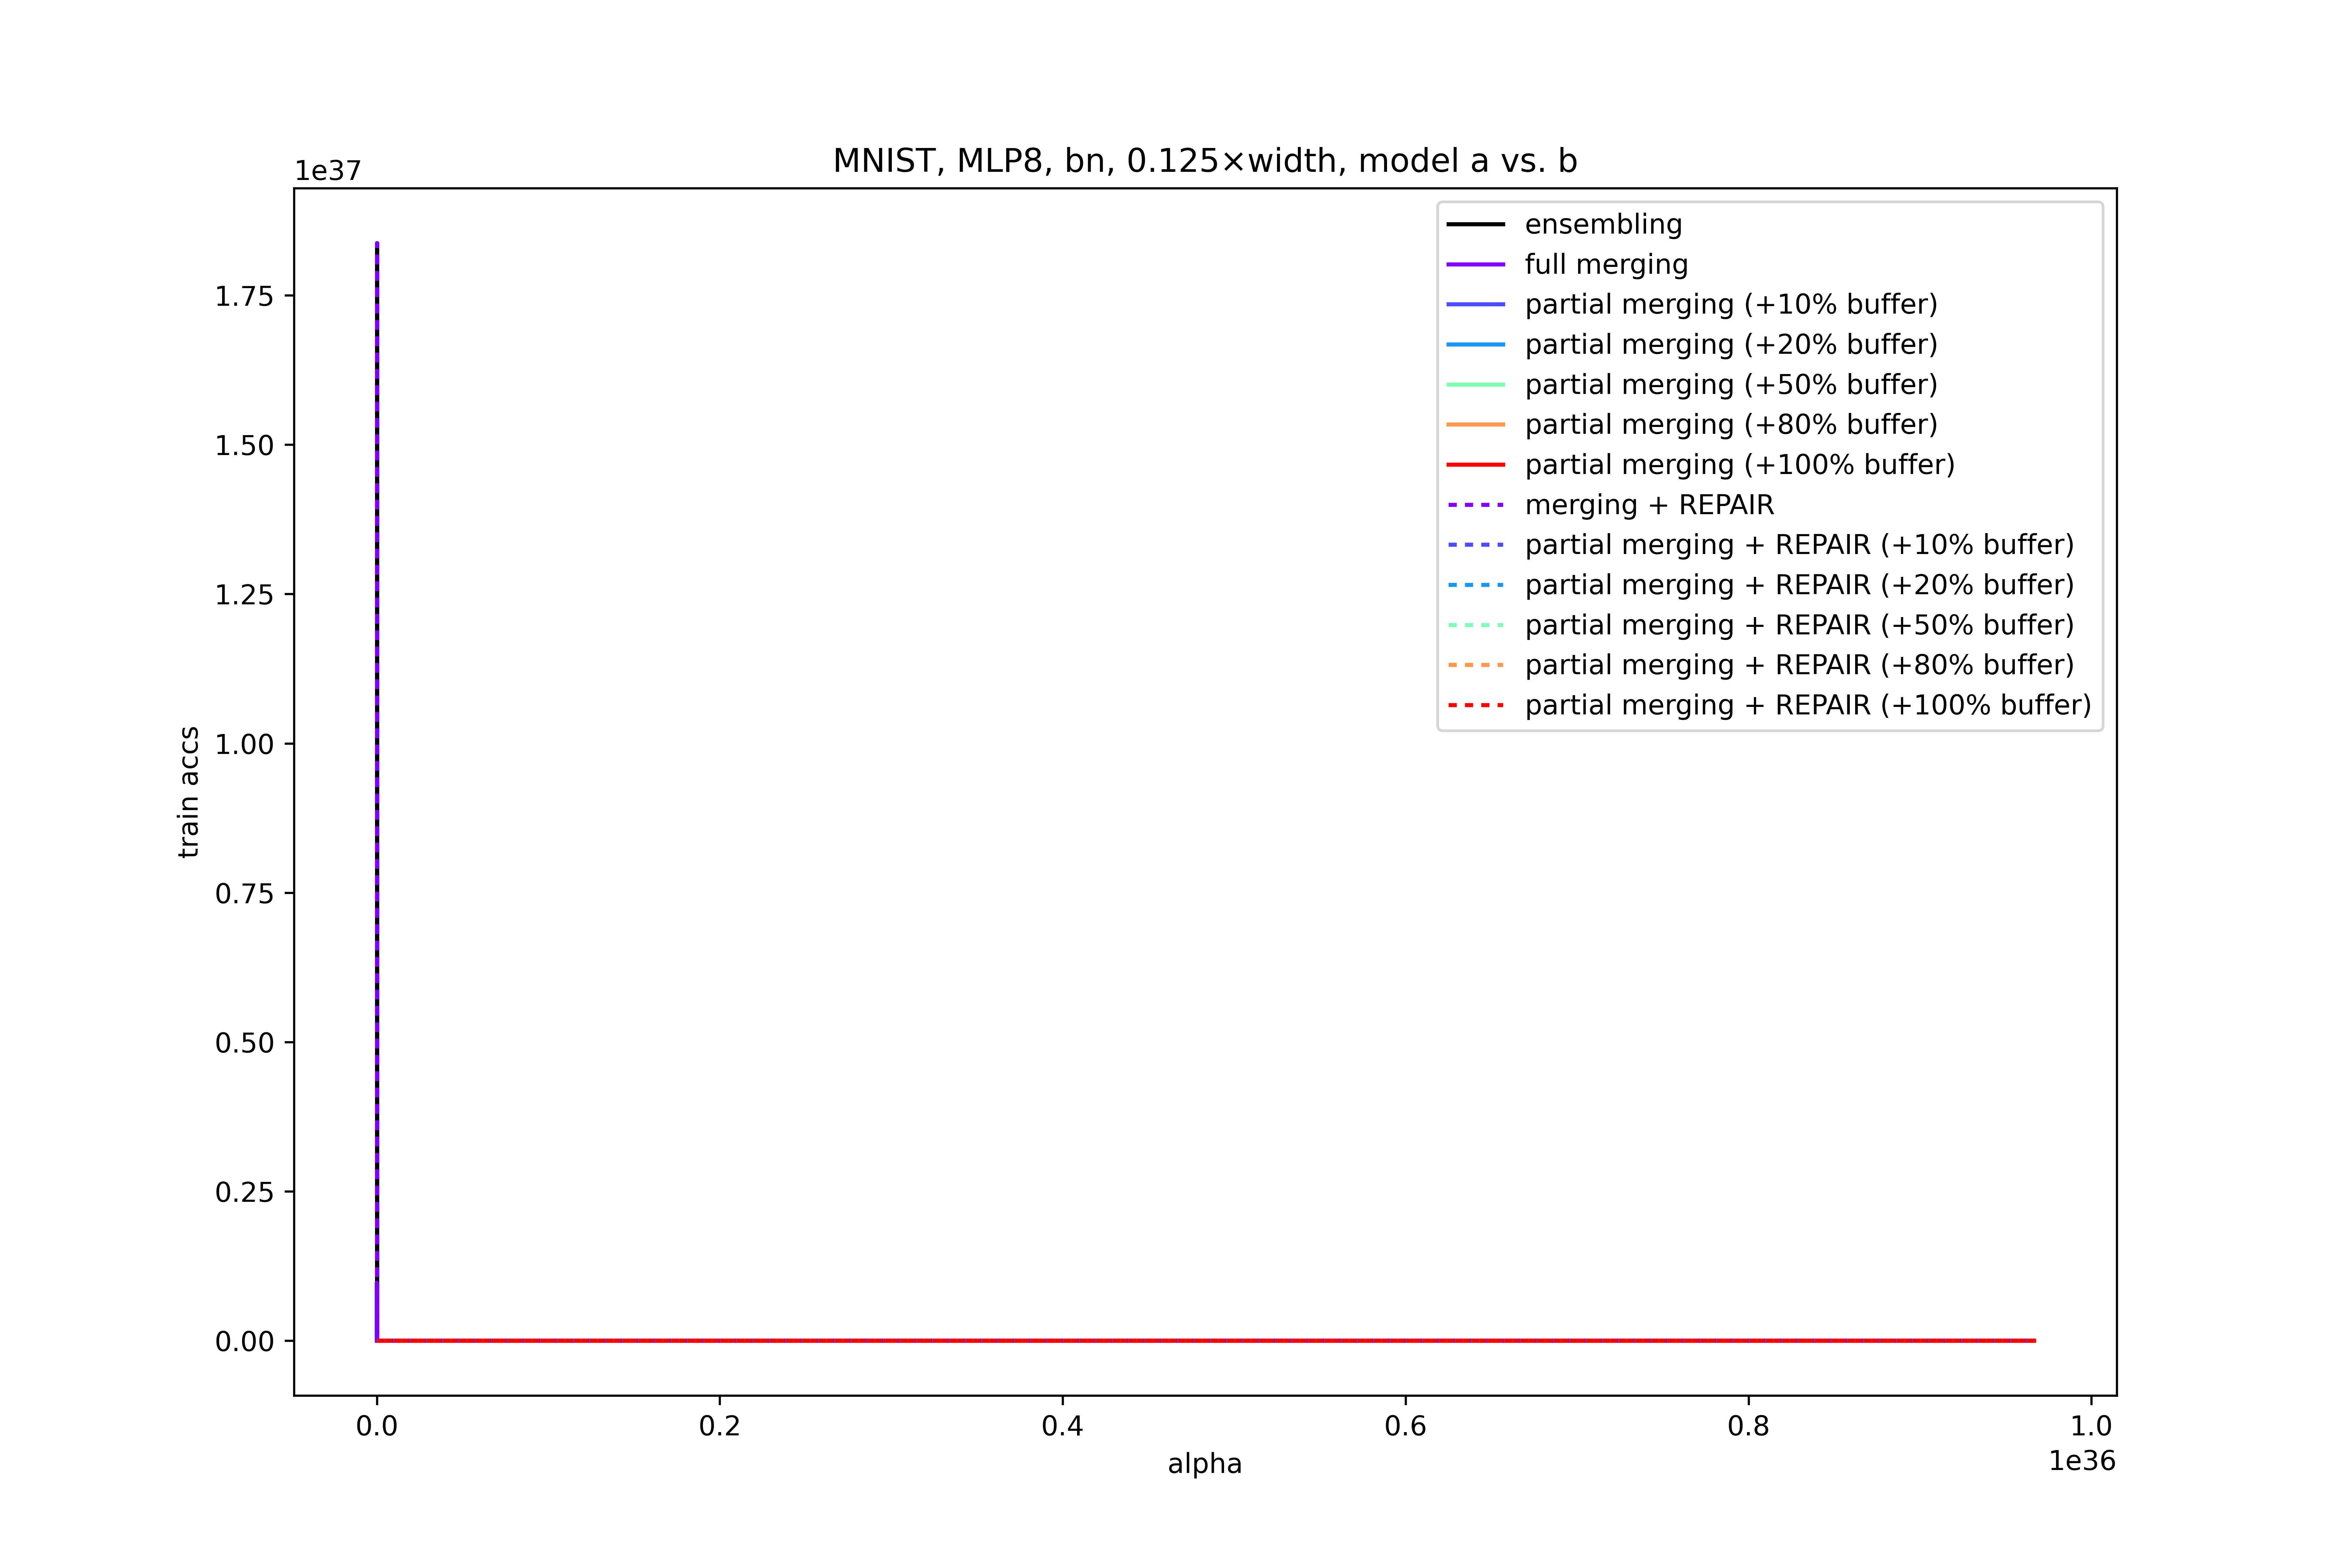 MNIST, MLP8, bn, 0.125×width, model a vs. b
1e37
1.75
1.50
1.25
1.00
0.75
0.50
0.25
0.00
train accs
ensembling
full merging
partial merging (+10% buffer)
partial merging (+20% buffer)
partial merging (+50% buffer)
partial merging (+80% buffer)
partial merging (+100% buffer)
merging + REPAIR
partial merging + REPAIR (+10% buffer)
partial merging + REPAIR (+20% buffer)
partial merging + REPAIR (+50% buffer)
partial merging + REPAIR (+80% buffer)
partial merging + REPAIR (+100% buffer)
0.0 0.2 0.4 0.6 0.8 1.0
alpha
1e36